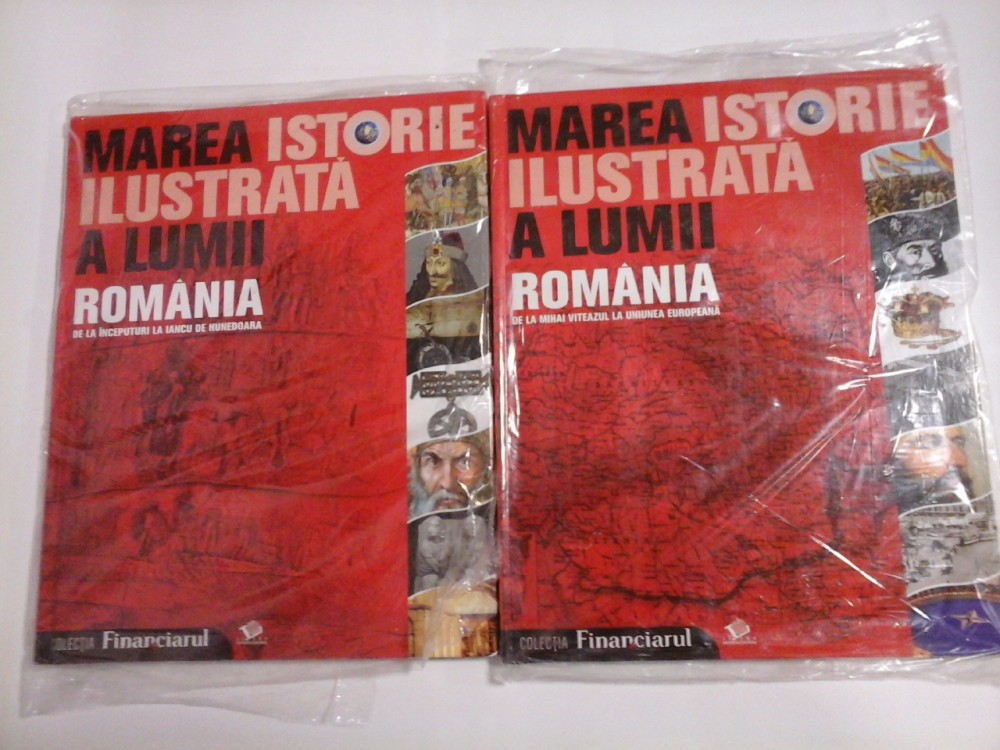 MAREA ISTORIE
ILUSTRATĂ
A LUMII
ROMÂNIA
DE LA ÎNCEPUTURI LA IANCU DE HUNEDOARA
COLECȚIA Financiarul
MAREA ISTORIE
ILUSTRATĂ
A LUMII
ROMÂNIA
DE LA MIHAI VITEAZUL LA UNIUNEA EUROPEANĂ
COLECȚIA Financiarul